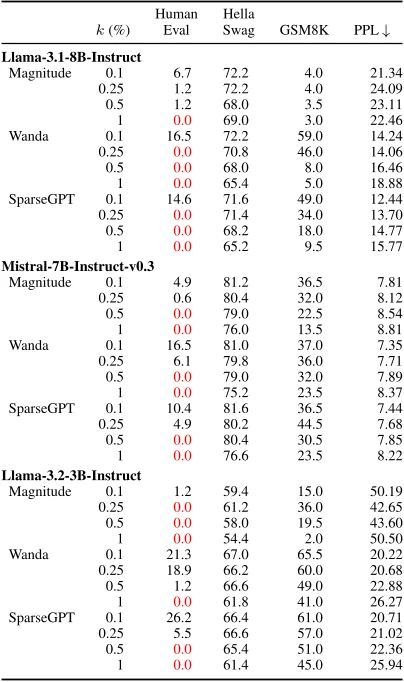 Human Hella
k (%) Eval Swag GSM8K PPL ↓
Llama-3.1-8B-Instruct
Magnitude 0.1 6.7 72.2 4.0 21.34
0.25 1.2 72.2 4.0 24.09
0.5 1.2 68.0 3.5 23.11
1 0.0 69.0 3.0 22.46
Wanda 0.1 16.5 72.2 59.0 14.24
0.25 0.0 70.8 46.0 14.06
0.5 0.0 68.0 8.0 16.46
1 0.0 65.4 5.0 18.88
SparseGPT 0.1 14.6 71.6 49.0 12.44
0.25 0.0 71.4 34.0 13.70
0.5 0.0 68.2 18.0 14.77
1 0.0 65.2 9.5 15.77
Mistral-7B-Instruct-v0.3
Magnitude 0.1 4.9 81.2 36.5 7.81
0.25 0.6 80.4 32.0 8.12
0.5 0.0 79.0 22.5 8.54
1 0.0 76.0 13.5 8.81
Wanda 0.1 16.5 81.0 37.0 7.35
0.25 6.1 79.8 36.0 7.71
0.5 0.0 79.0 32.0 7.89
1 0.0 75.2 23.5 8.37
SparseGPT 0.1 10.4 81.6 36.5 7.44
0.25 4.9 80.2 44.5 7.68
0.5 0.0 80.4 30.5 7.85
1 0.0 76.6 23.5 8.22
Llama-3.2-3B-Instruct
Magnitude 0.1 1.2 59.4 15.0 50.19
0.25 0.0 61.2 36.0 42.65
0.5 0.0 58.0 19.5 43.60
1 0.0 54.4 2.0 50.50
Wanda 0.1 21.3 67.0 65.5 20.22
0.25 18.9 66.2 60.0 20.68
0.5 1.2 66.6 49.0 22.88
1 0.0 61.8 41.0 26.27
SparseGPT 0.1 26.2 66.4 61.0 20.71
0.25 5.5 66.6 57.0 21.02
0.5 0.0 65.4 51.0 22.36
1 0.0 61.4 45.0 25.94